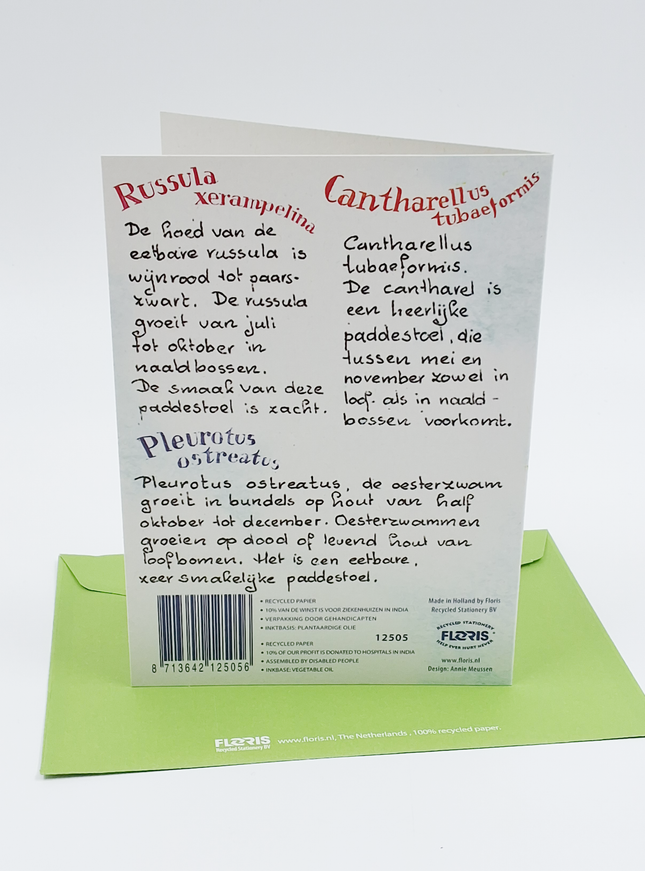 Russula
xerampelina
De hoed van de
eetbare russula is
wijnrood tot paars-
zwart. De russula
groeit van juli
tot oktober in
naaldbossen.
De smaak van deze
paddestoel is zacht.
Cantharellus
tubaeformis
Cantharellus
tubaeformis.
De cantharel is
een heerlijke
paddestoel, die
tussen mei en
november zowel in
loof- als in naald-
bossen voorkomt.
Pleurotus
ostreatus
Pleurotus ostreatus, de oesterzwam
groeit in bundels op hout van half
oktober tot december. Oesterzwammen
groeien op dood of levend hout van
loofbomen. Het is een eetbare,
zeer smakelijke paddestoel.
8 713642 125056
• RECYCLED PAPIER
• 10% VAN DE WINST IS VOOR ZIEKENHUIZEN IN INDIA
• VERPAKKING DOOR GEHANDICAPTEN
• INKTBASIS: PLANTAARDIGE OLIE
12505
• RECYCLED PAPER
• 10% OF OUR PROFIT IS DONATED TO HOSPITALS IN INDIA
• ASSEMBLED BY DISABLED PEOPLE
• INKBASE: VEGETABLE OIL
Made in Holland by Floris
Recycled Stationery BV
RECYCLED STATIONERY
FLORIS
HELP EVER HURT NEVER
www.floris.nl
Design: Annie Meussen
FLORIS
Recycled Stationery BV
www.floris.nl, The Netherlands, 100% recycled paper.